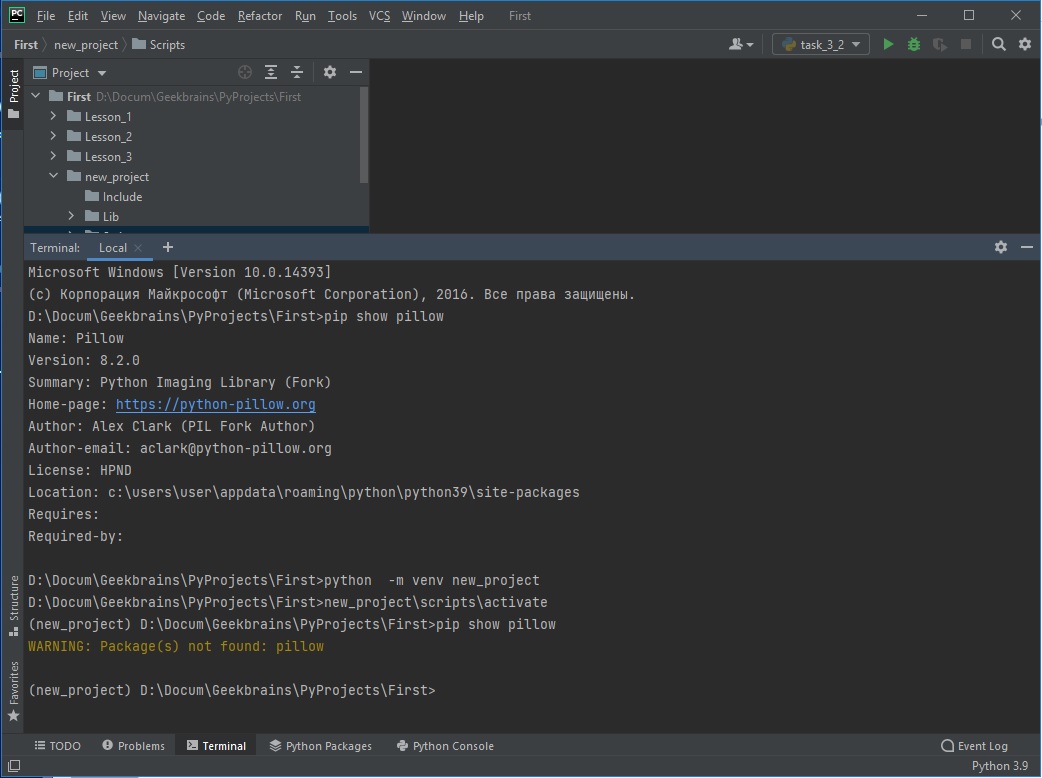 PC File Edit View Navigate Code Refactor Run Tools VCS Window Help First
First new_project Scripts task_3_2
Project
Project
First D:\Docum\Geekbrains\PyProjects\First
Lesson_1
Lesson_2
Lesson_3
new_project
Include
Lib
Terminal: Local
Microsoft Windows [Version 10.0.14393]
(c) Корпорация Майкрософт (Microsoft Corporation), 2016. Все права защищены.
D:\Docum\Geekbrains\PyProjects\First>pip show pillow
Name: Pillow
Version: 8.2.0
Summary: Python Imaging Library (Fork)
Home-page: https://python-pillow.org
Author: Alex Clark (PIL Fork Author)
Author-email: aclark@python-pillow.org
License: HPND
Location: c:\users\user\appdata\roaming\python\python39\site-packages
Requires:
Required-by:
D:\Docum\Geekbrains\PyProjects\First>python  -m venv new_project
D:\Docum\Geekbrains\PyProjects\First>new_project\scripts\activate
(new_project) D:\Docum\Geekbrains\PyProjects\First>pip show pillow
WARNING: Package(s) not found: pillow
(new_project) D:\Docum\Geekbrains\PyProjects\First>
Structure
Favorites
TODO Problems Terminal Python Packages Python Console Event Log
Python 3.9